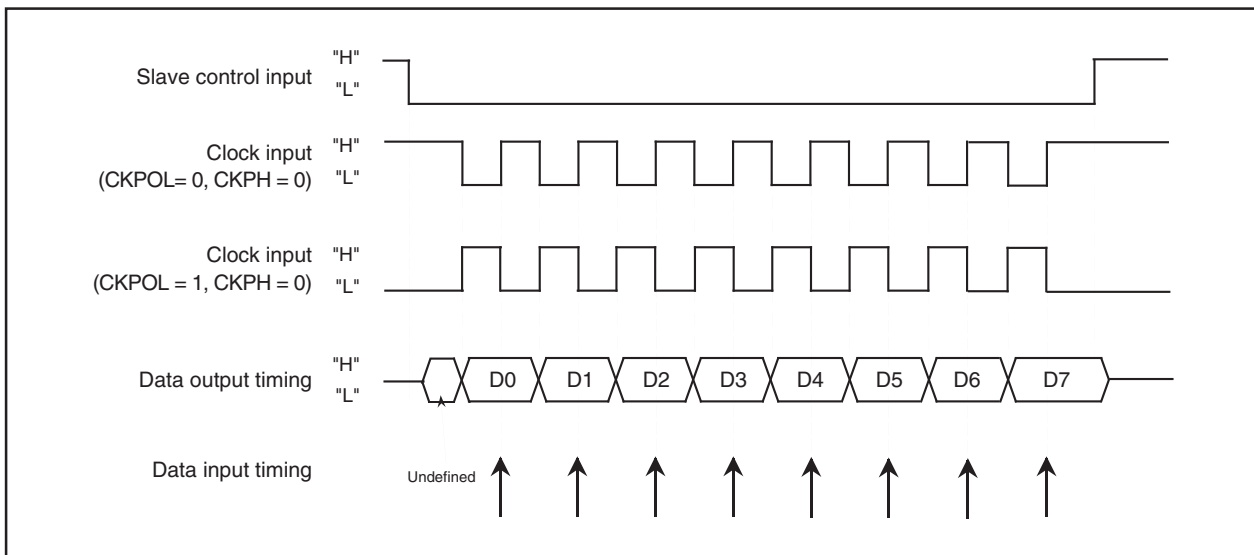 Slave control input "H"
"L"
Clock input "H"
(CKPOL= 0, CKPH = 0) "L"
Clock input "H"
(CKPOL = 1, CKPH = 0) "L"
Data output timing "H"
"L"
D0 D1 D2 D3 D4 D5 D6 D7
Data input timing
Undefined